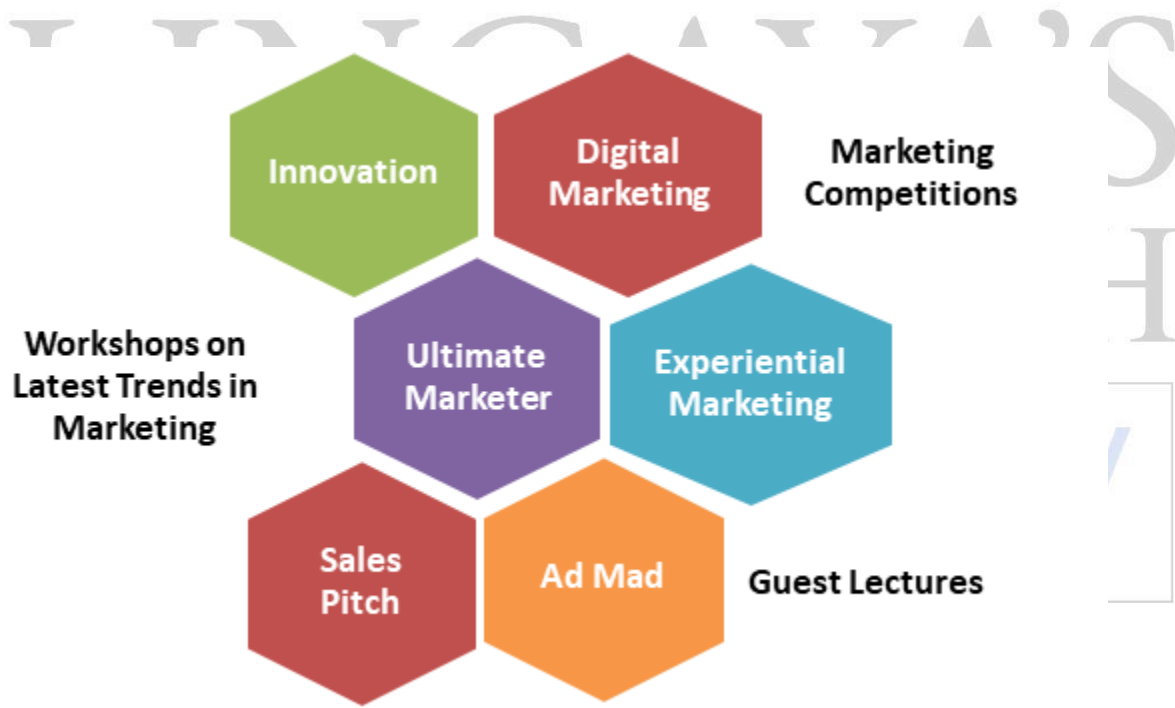 LINGAYA'S
Innovation
Digital
Marketing
Marketing
Competitions
Workshops on
Latest Trends in
Marketing
Ultimate
Marketer
Experiential
Marketing
Sales
Pitch
Ad Mad
Guest Lectures